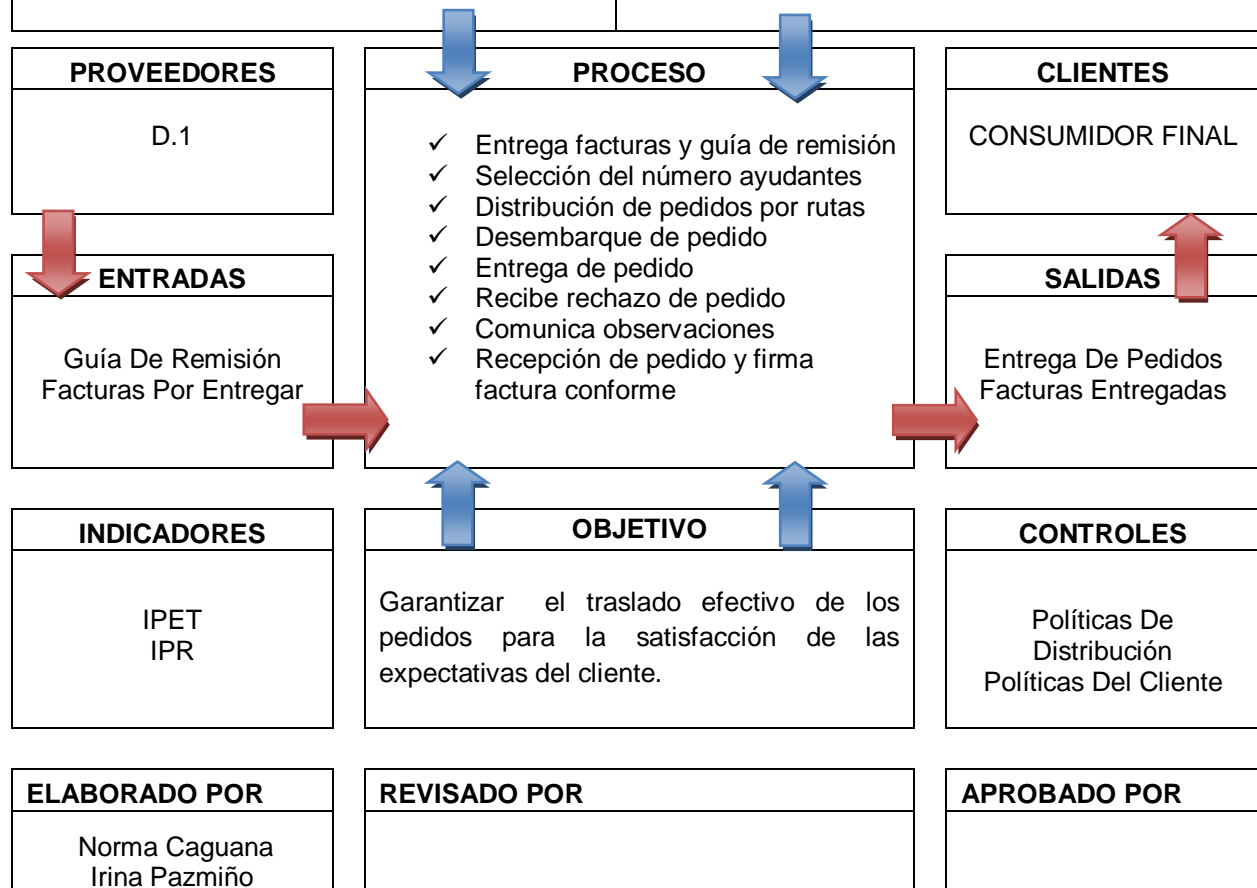 PROVEEDORES
D.1
PROCESO
✓ Entrega facturas y guía de remisión
✓ Selección del número ayudantes
✓ Distribución de pedidos por rutas
✓ Desembarque de pedido
✓ Entrega de pedido
✓ Recibe rechazo de pedido
✓ Comunica observaciones
✓ Recepción de pedido y firma
factura conforme
CLIENTES
CONSUMIDOR FINAL
ENTRADAS
Guía De Remisión
Facturas Por Entregar
SALIDAS
Entrega De Pedidos
Facturas Entregadas
INDICADORES
IPET
IPR
OBJETIVO
Garantizar el traslado efectivo de los
pedidos para la satisfacción de las
expectativas del cliente.
CONTROLES
Políticas De
Distribución
Políticas Del Cliente
ELABORADO POR
Norma Caguana
Irina Pazmiño
REVISADO POR
APROBADO POR